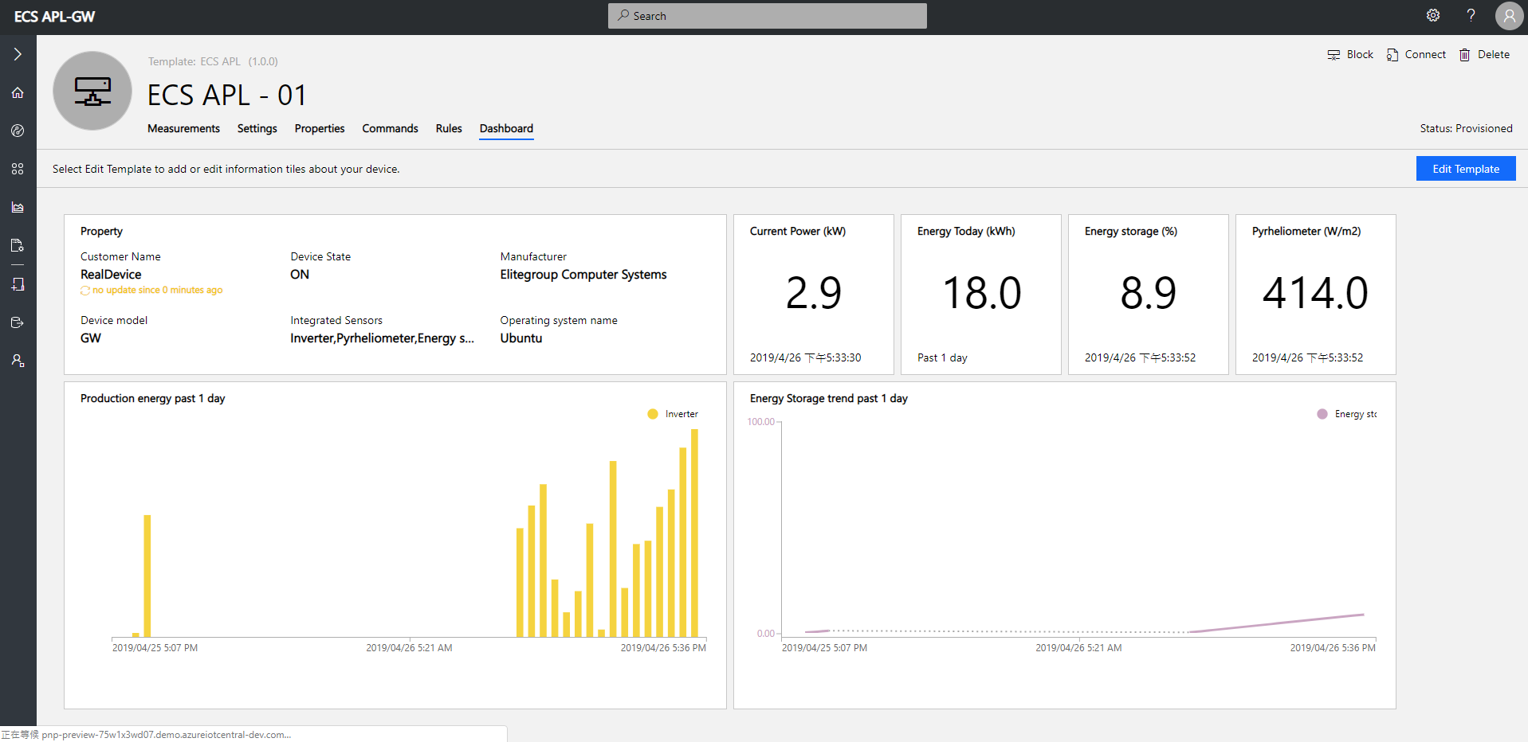 ECS APL-GW
Search
Template: ECS APL (1.0.0)
Block Connect Delete
ECS APL - 01
Measurements Settings Properties Commands Rules Dashboard
Status: Provisioned
Select Edit Template to add or edit information tiles about your device.
Edit Template
Property
Customer Name Device State Manufacturer
RealDevice ON Elitegroup Computer Systems
no update since 0 minutes ago
Device model Integrated Sensors Operating system name
GW Inverter,Pyrheliometer,Energy s... Ubuntu
Current Power (kW)
2.9
2019/4/26 下午5:33:30
Energy Today (kWh)
18.0
Past 1 day
Energy storage (%)
8.9
2019/4/26 下午5:33:52
Pyrheliometer (W/m2)
414.0
2019/4/26 下午5:33:52
Production energy past 1 day
Inverter
2019/04/25 5:07 PM 2019/04/26 5:21 AM 2019/04/26 5:36 PM
Energy Storage trend past 1 day
Energy sto
100.00
0.00
2019/04/25 5:07 PM 2019/04/26 5:21 AM 2019/04/26 5:36 PM
正在等候 pnp-preview-75w1x3wd07.demo.azureiotcentral-dev.com...